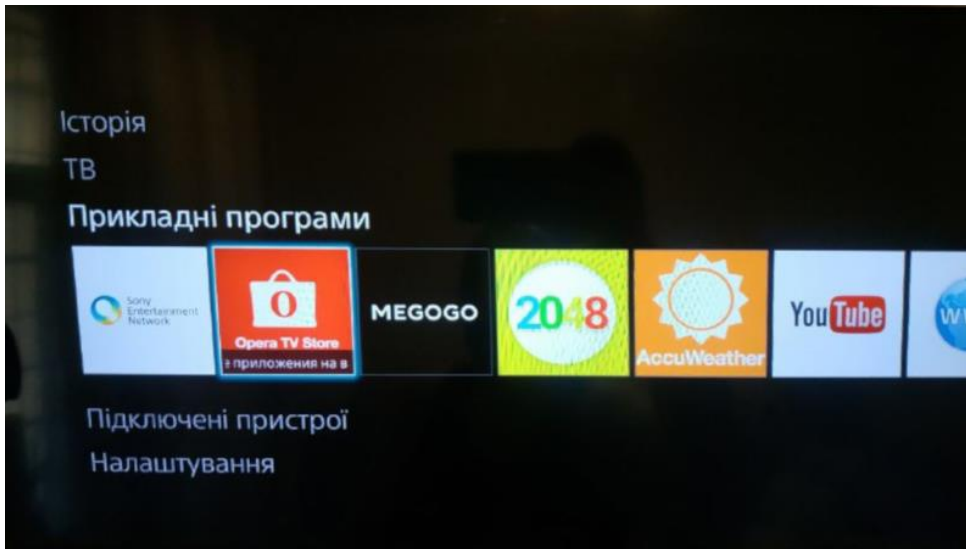 Історія
ТВ
Прикладні програми
Sony
Entertainment
Network
O
Opera TV Store
е приложения на в
MEGOGO
2048
AccuWeather
YouTube
Підключені пристрої
Налаштування